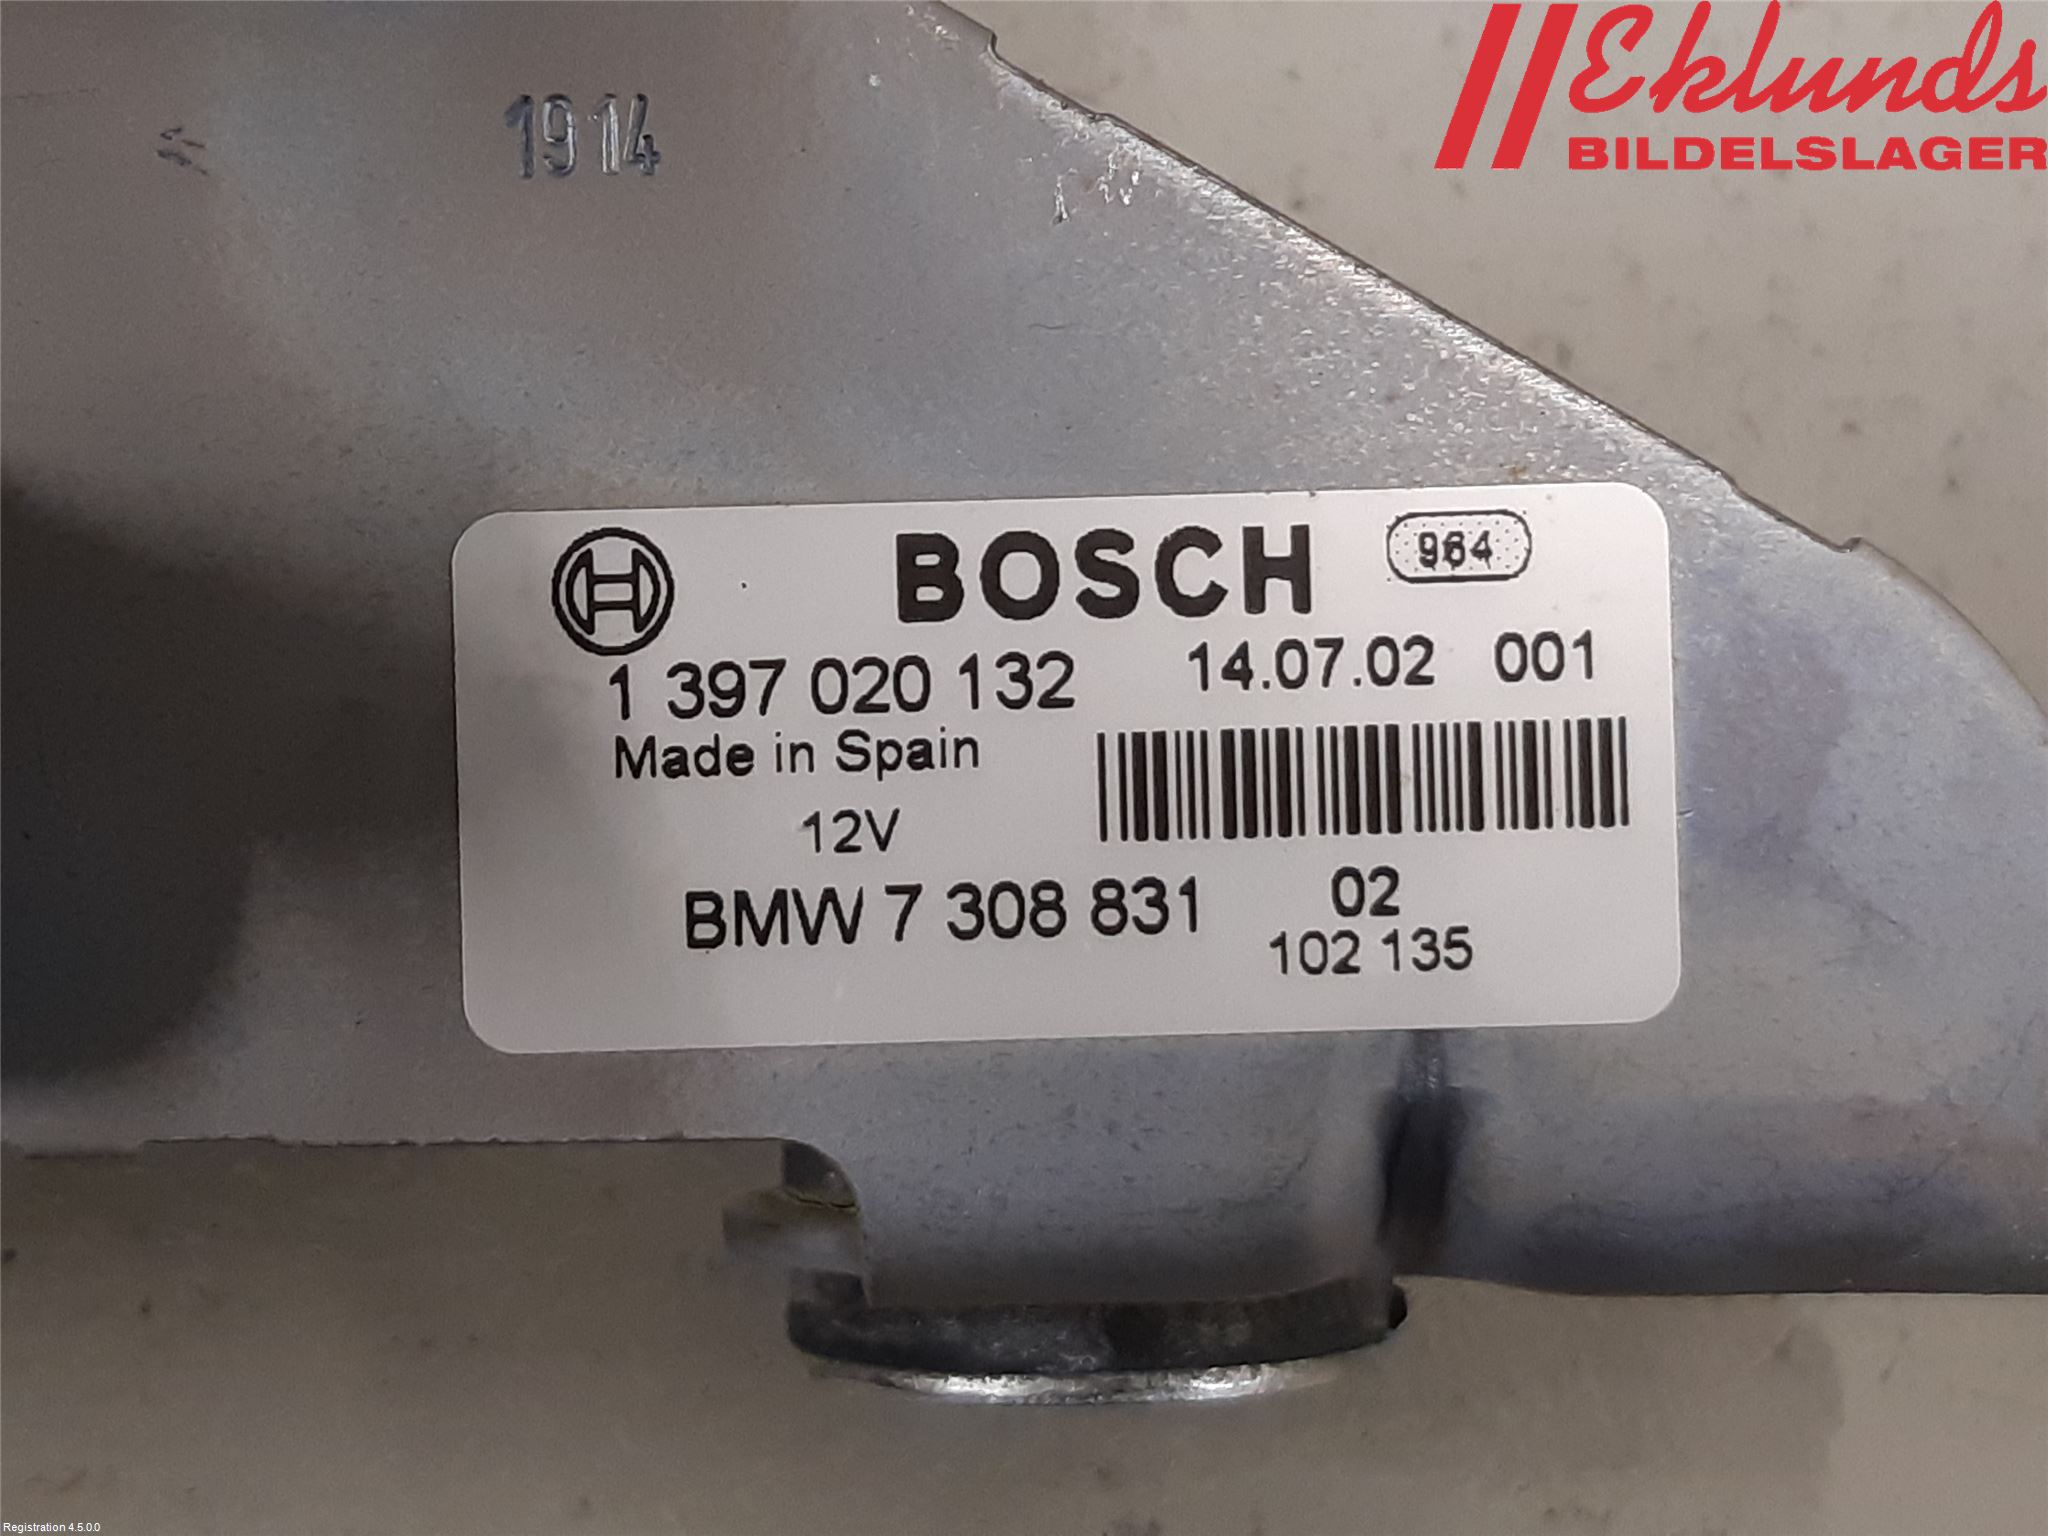 Eklunds
BILDELSLAGER
1914
BOSCH 964
1 397 020 132 14.07.02 001
Made in Spain
12V
BMW 7 308 831 02
102 135
Registration 4.5.0.0